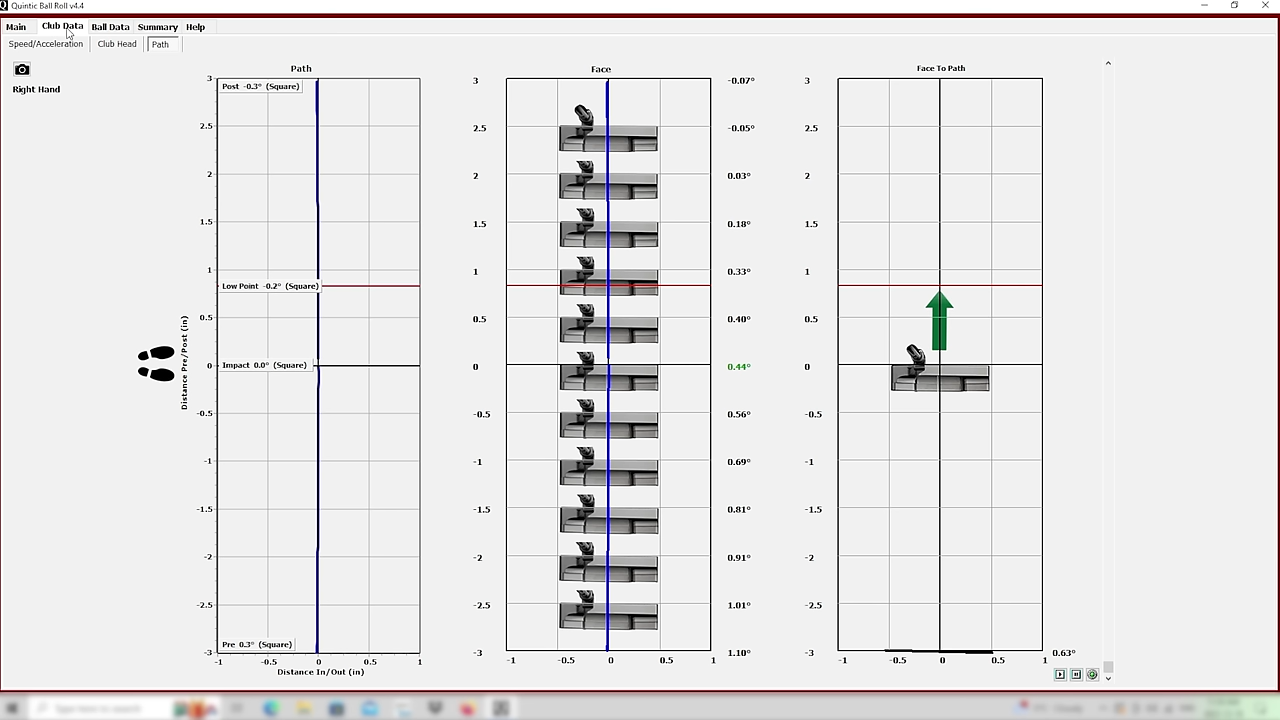 Quintic Ball Roll v4.4
Main Club Data Ball Data Summary Help
Speed/Acceleration Club Head Path
Right Hand
Path
Post -0.3° (Square)
Low Point -0.2° (Square)
Impact 0.0° (Square)
Pre 0.3° (Square)
3
2.5
2
1.5
1
0.5
0
-0.5
-1
-1.5
-2
-2.5
-3
-1 -0.5 0 0.5 1
Distance Pre/Post (in)
Distance In/Out (in)
Face
3 -0.07°
2.5 -0.05°
2 0.03°
1.5 0.18°
1 0.33°
0.5 0.40°
0 0.44°
-0.5 0.56°
-1 0.69°
-1.5 0.81°
-2 0.91°
-2.5 1.01°
-3 1.10°
-1 -0.5 0 0.5 1
Face To Path
3
2.5
2
1.5
1
0.5
0
-0.5
-1
-1.5
-2
-2.5
-3 0.63°
-1 -0.5 0 0.5 1
Type here to search